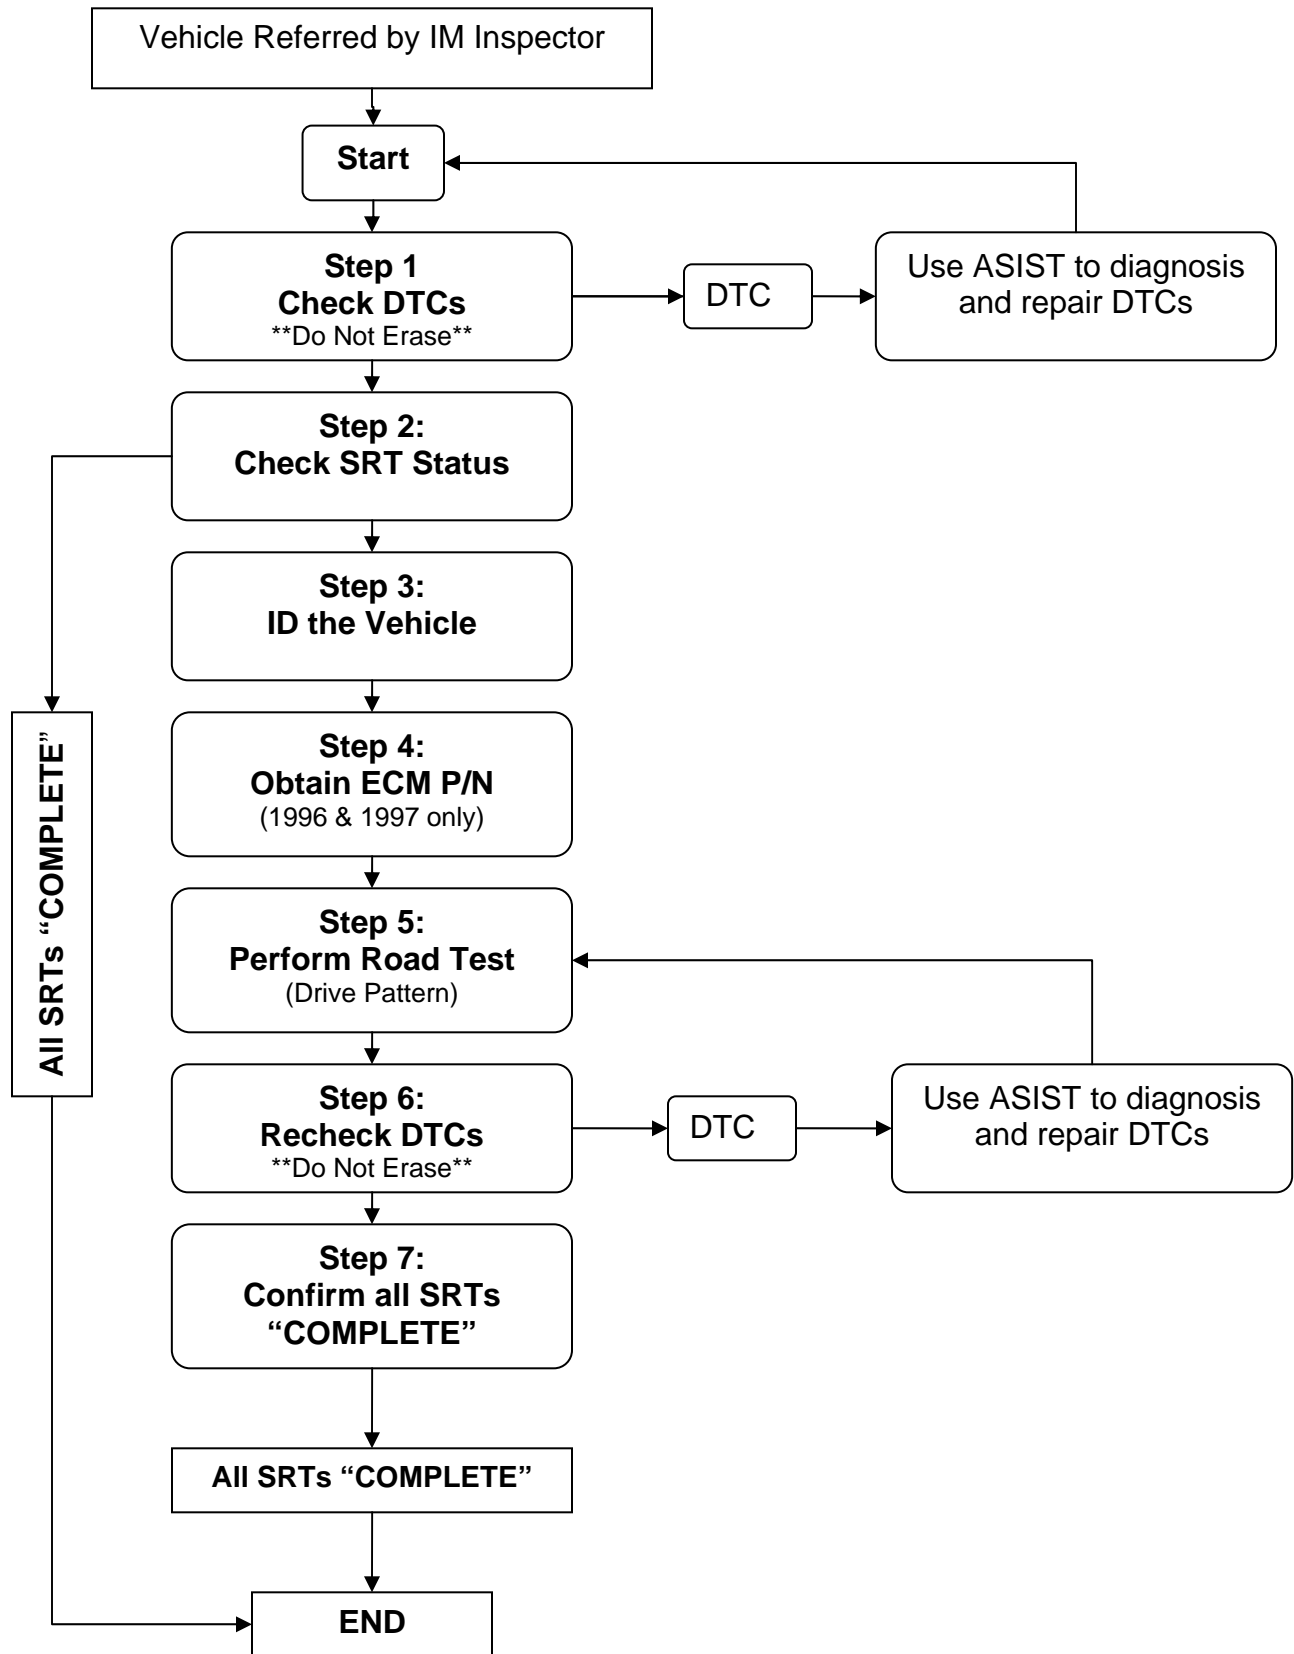 Vehicle Referred by IM Inspector
Start
Step 1
Check DTCs
**Do Not Erase**
DTC
Use ASIST to diagnosis
and repair DTCs
Step 2:
Check SRT Status
Step 3:
ID the Vehicle
All SRTs “COMPLETE”
Step 4:
Obtain ECM P/N
(1996 & 1997 only)
Step 5:
Perform Road Test
(Drive Pattern)
Step 6:
Recheck DTCs
**Do Not Erase**
DTC
Use ASIST to diagnosis
and repair DTCs
Step 7:
Confirm all SRTs
“COMPLETE”
All SRTs “COMPLETE”
END